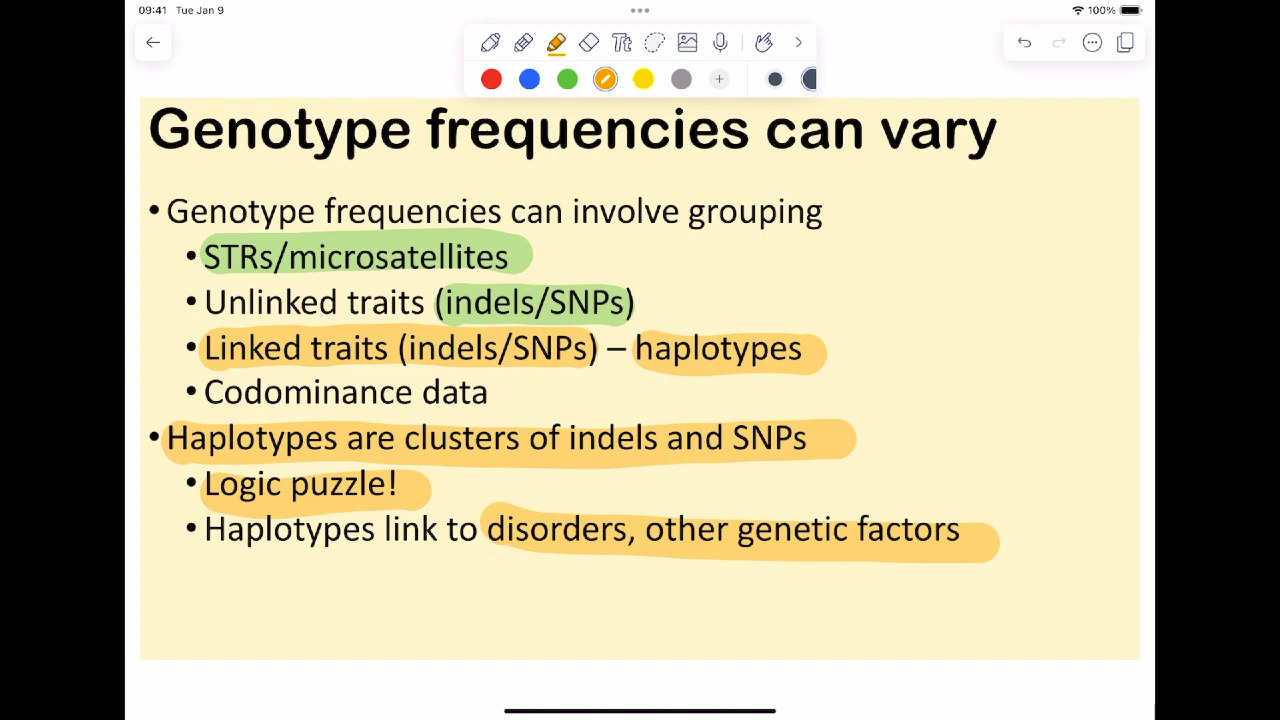 09:41 Tue Jan 9
100%
Tt
Genotype frequencies can vary
• Genotype frequencies can involve grouping
• STRs/microsatellites
• Unlinked traits (indels/SNPs)
• Linked traits (indels/SNPs) – haplotypes
• Codominance data
• Haplotypes are clusters of indels and SNPs
• Logic puzzle!
• Haplotypes link to disorders, other genetic factors